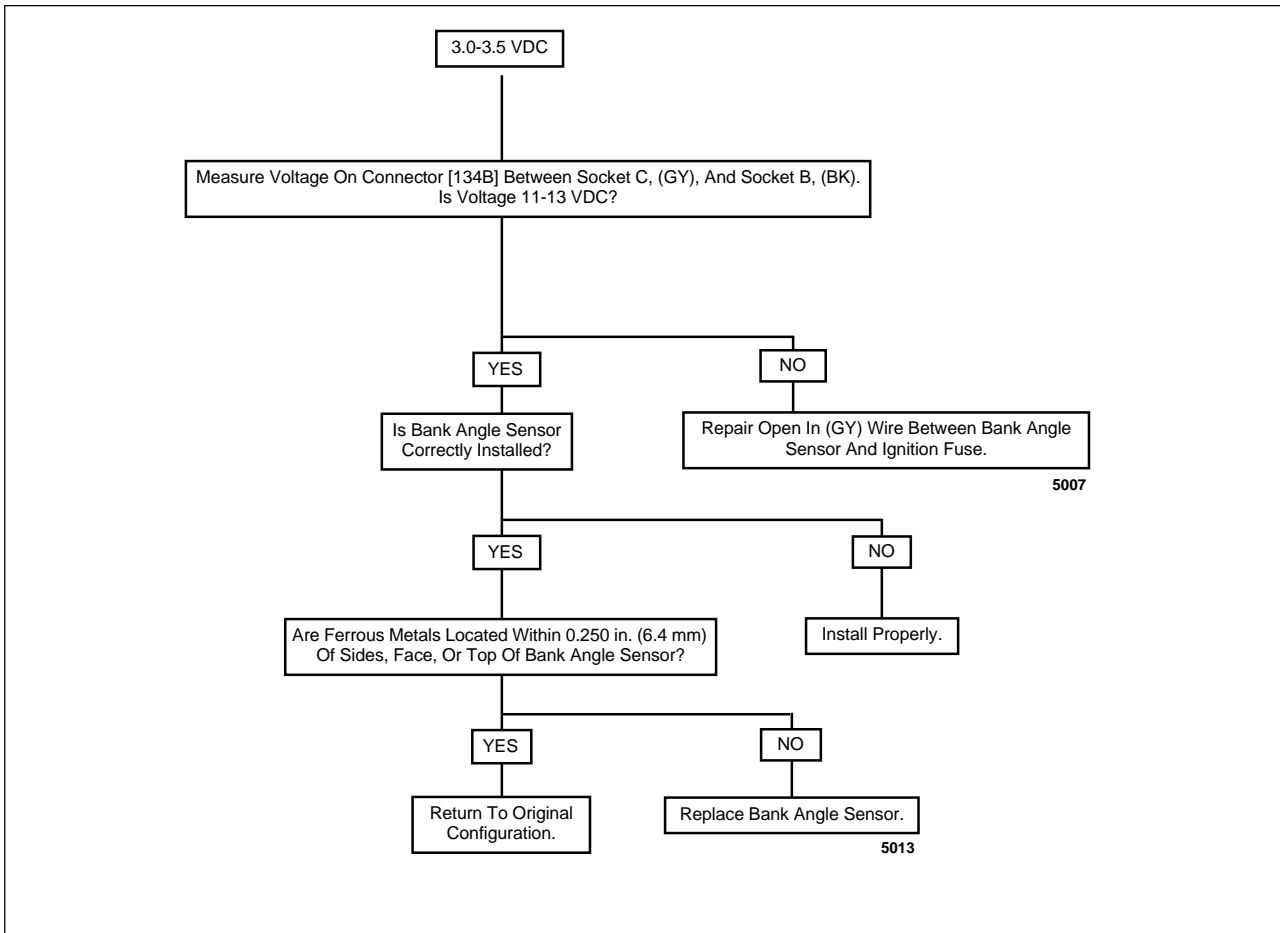 3.0-3.5 VDC
Measure Voltage On Connector [134B] Between Socket C, (GY), And Socket B, (BK).
Is Voltage 11-13 VDC?
YES
NO
Is Bank Angle Sensor
Correctly Installed?
Repair Open In (GY) Wire Between Bank Angle
Sensor And Ignition Fuse.
5007
YES
NO
Are Ferrous Metals Located Within 0.250 in. (6.4 mm)
Of Sides, Face, Or Top Of Bank Angle Sensor?
Install Properly.
YES
NO
Return To Original
Configuration.
Replace Bank Angle Sensor.
5013